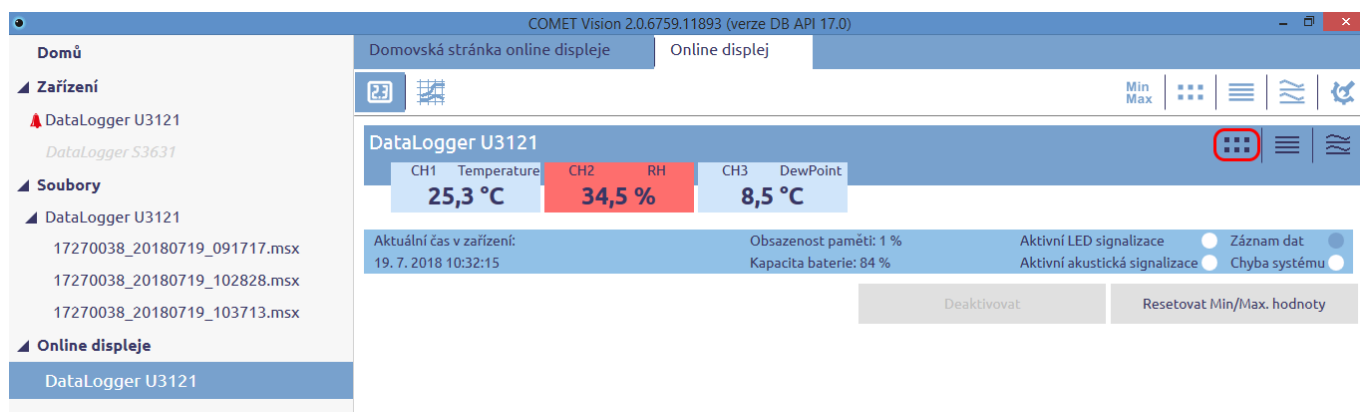 COMET Vision 2.0.6759.11893 (verze DB API 17.0)
Domů
Zařízení
DataLogger U3121
DataLogger S3631
Soubory
DataLogger U3121
17270038_20180719_091717.msx
17270038_20180719_102828.msx
17270038_20180719_103713.msx
Online displeje
DataLogger U3121
Domovská stránka online displeje
Online displej
2.3
Min
Max
DataLogger U3121
CH1 Temperature
25,3 °C
CH2 RH
34,5 %
CH3 DewPoint
8,5 °C
Aktuální čas v zařízení:
19. 7. 2018 10:32:15
Obsazenost paměti: 1 %
Kapacita baterie: 84 %
Aktivní LED signalizace
Aktivní akustická signalizace
Záznam dat
Chyba systému
Deaktivovat
Resetovat Min/Max. hodnoty